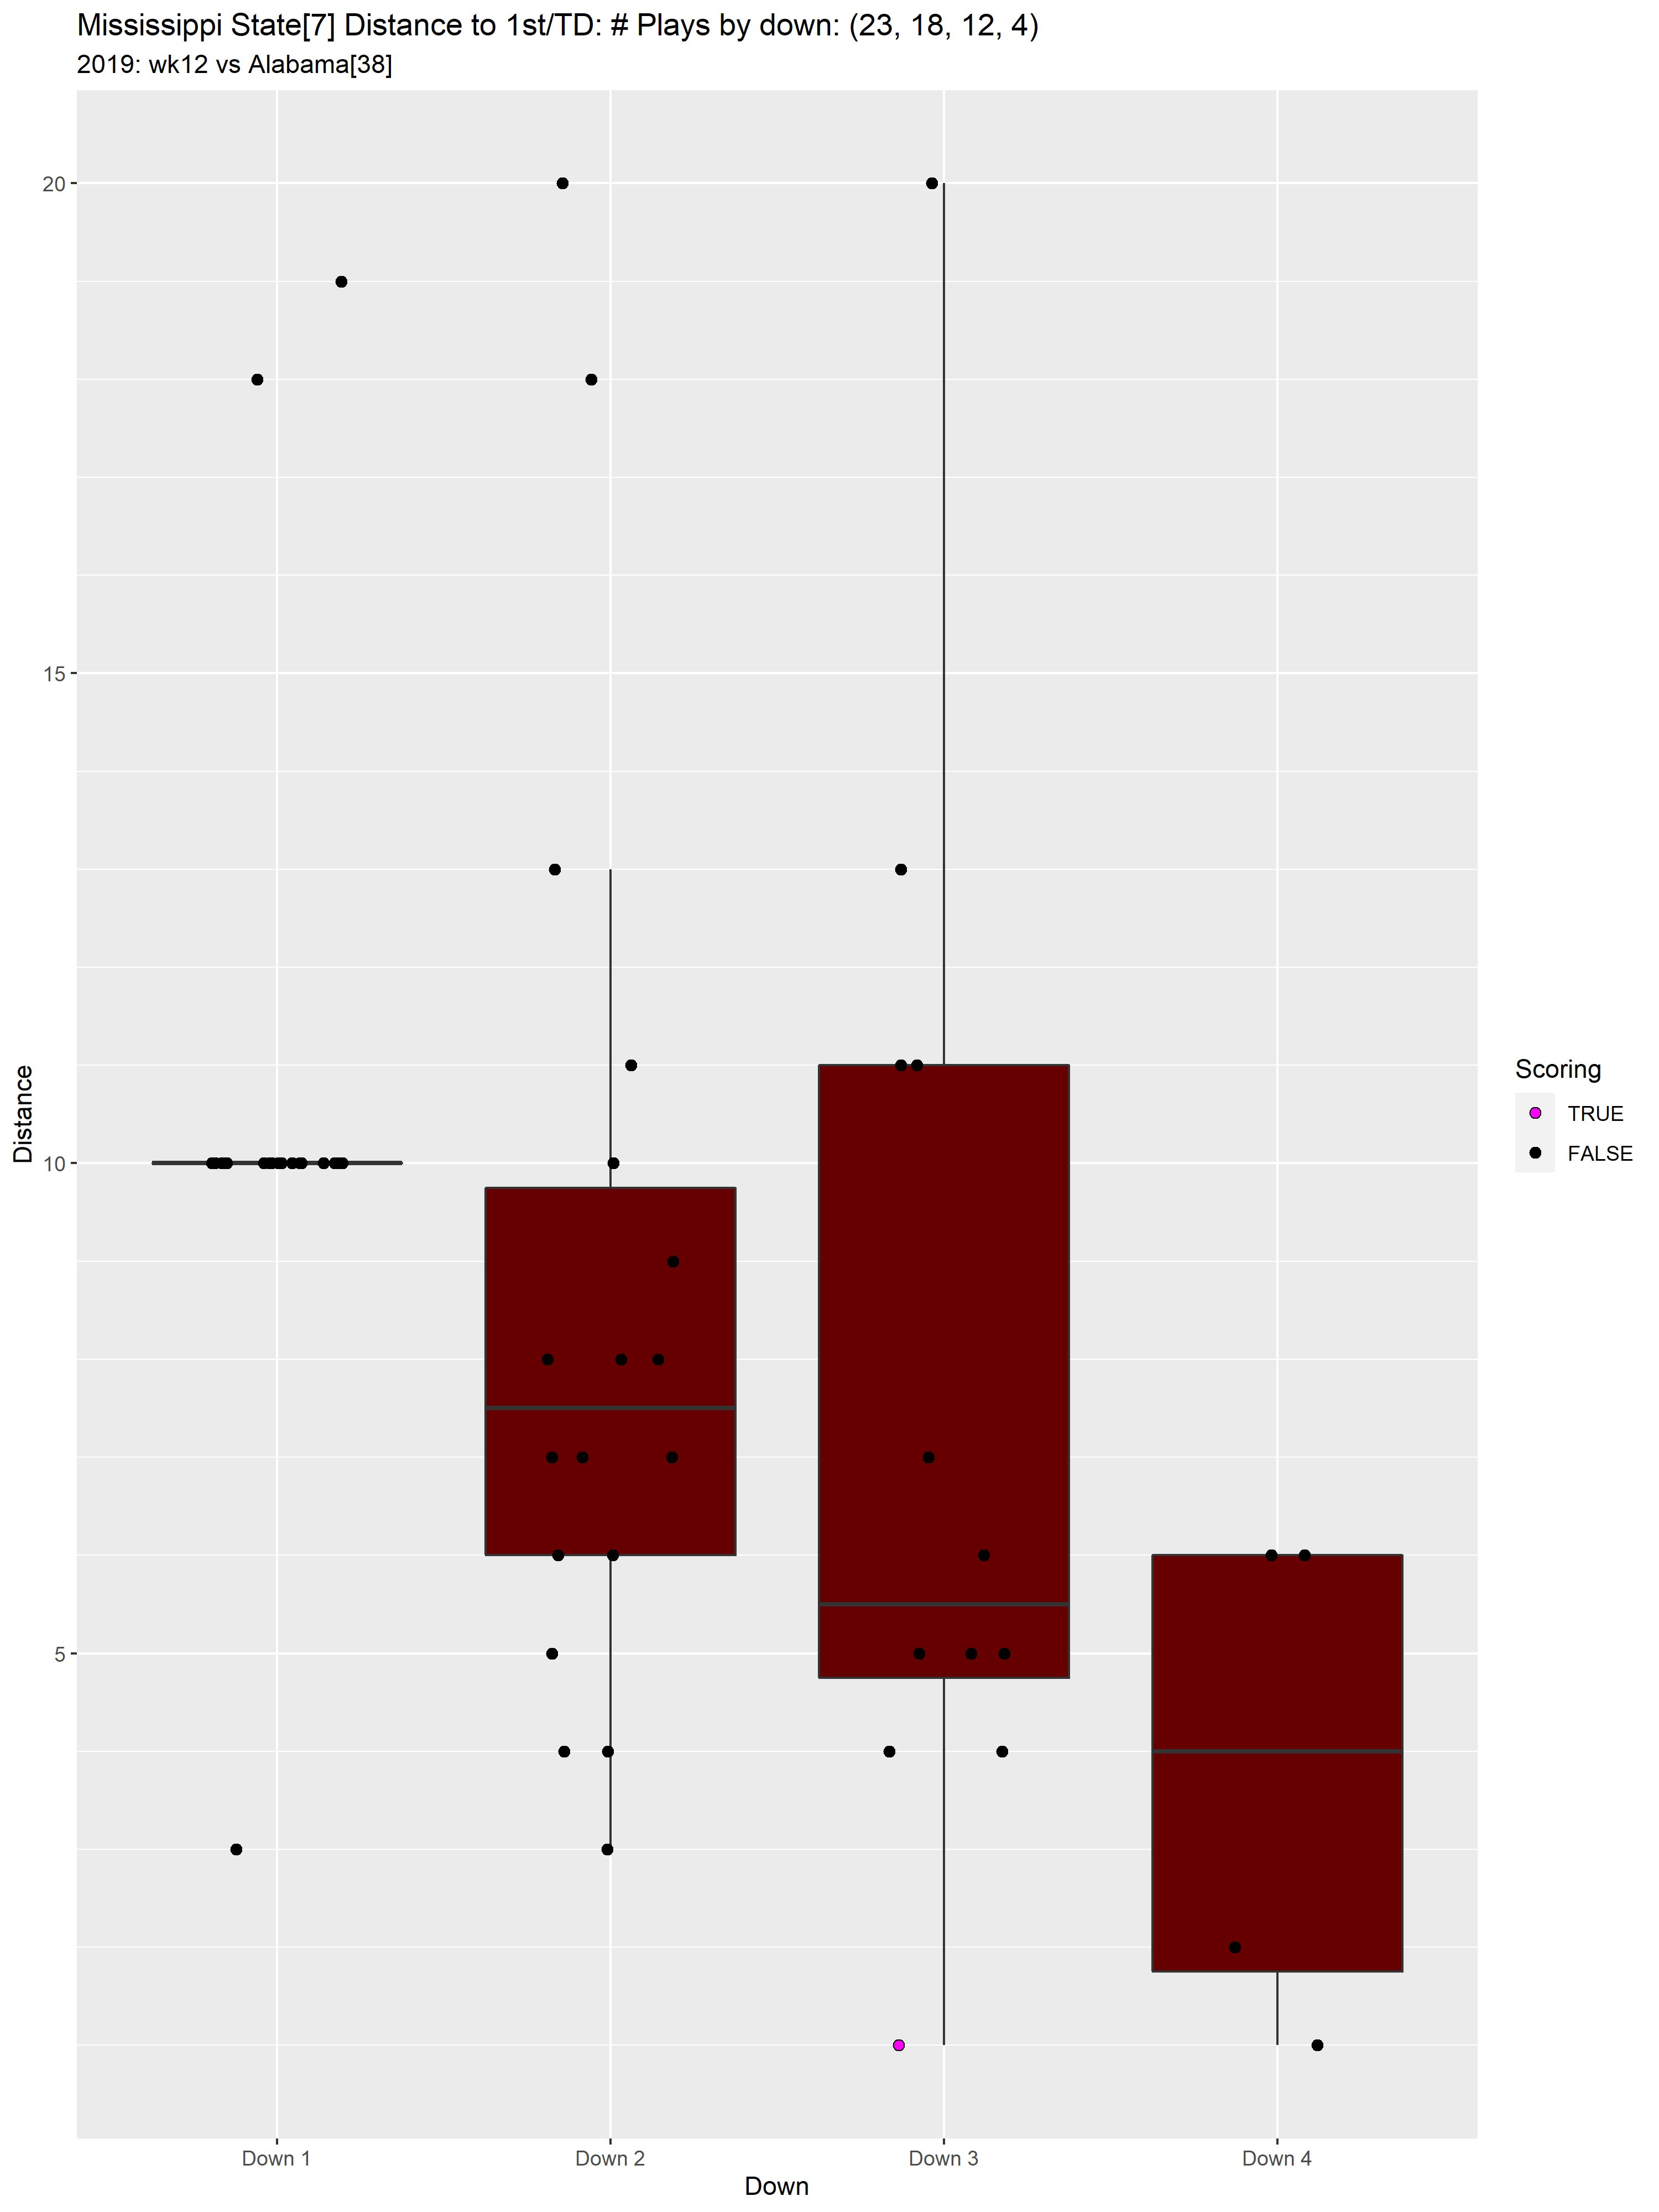 Mississippi State[7] Distance to 1st/TD: # Plays by down: (23, 18, 12, 4)
2019: wk12 vs Alabama[38]
20
15
10
5
Distance
Down 1
Down 2
Down 3
Down 4
Down
Scoring
TRUE
FALSE